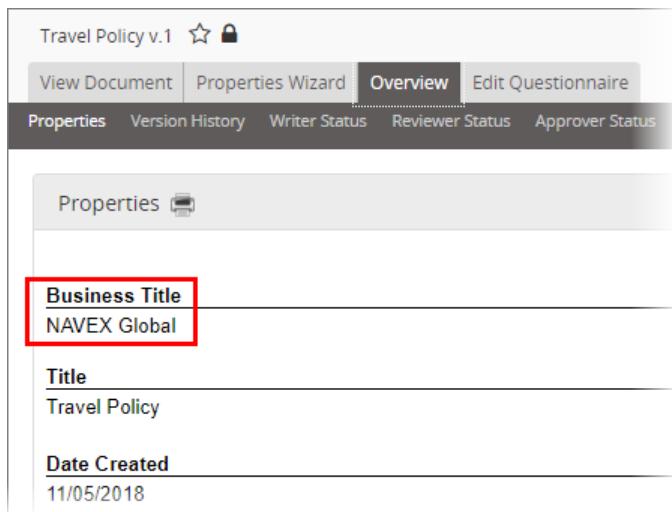 Travel Policy v.1
View Document Properties Wizard Overview Edit Questionnaire
Properties Version History Writer Status Reviewer Status Approver Status
Properties
Business Title
NAVEX Global
Title
Travel Policy
Date Created
11/05/2018